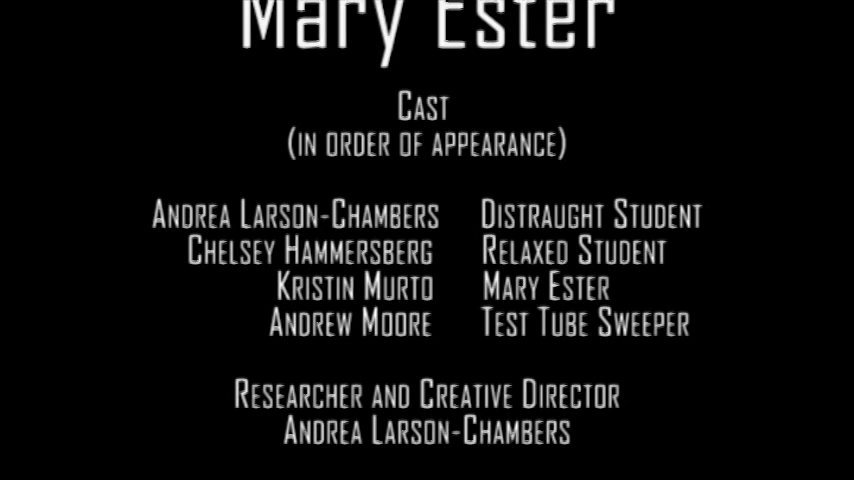 Mary Ester
Cast
(in order of appearance)
Andrea Larson-Chambers Distraught Student
Chelsey Hammersberg Relaxed Student
Kristin Murto Mary Ester
Andrew Moore Test Tube Sweeper
Researcher and Creative Director
Andrea Larson-Chambers